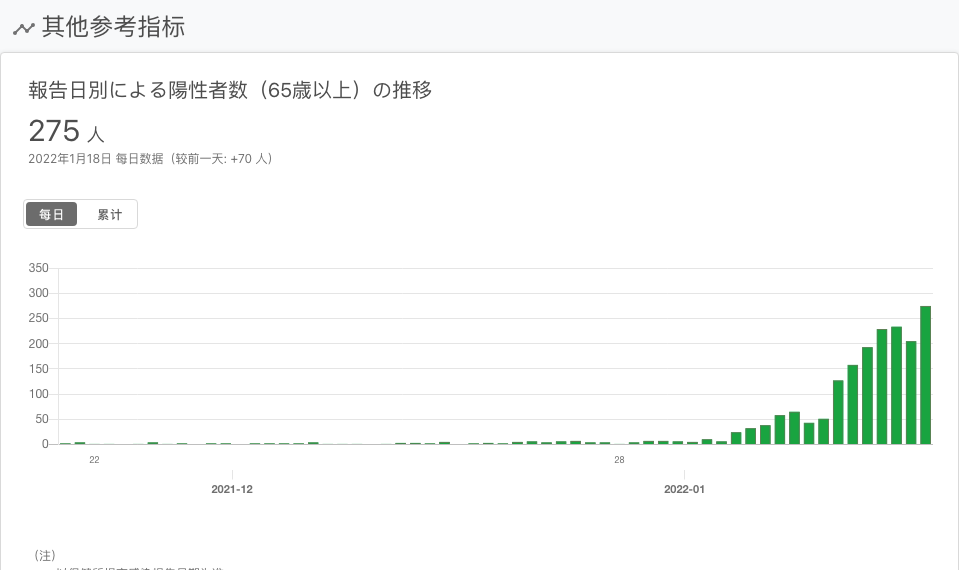 其他参考指标
報告日別による陽性者数（65歳以上）の推移
275 人
2022年1月18日 每日数据（较前一天: +70 人）
每日 累计
350
300
250
200
150
100
50
0
22 28
2021-12 2022-01
（注）